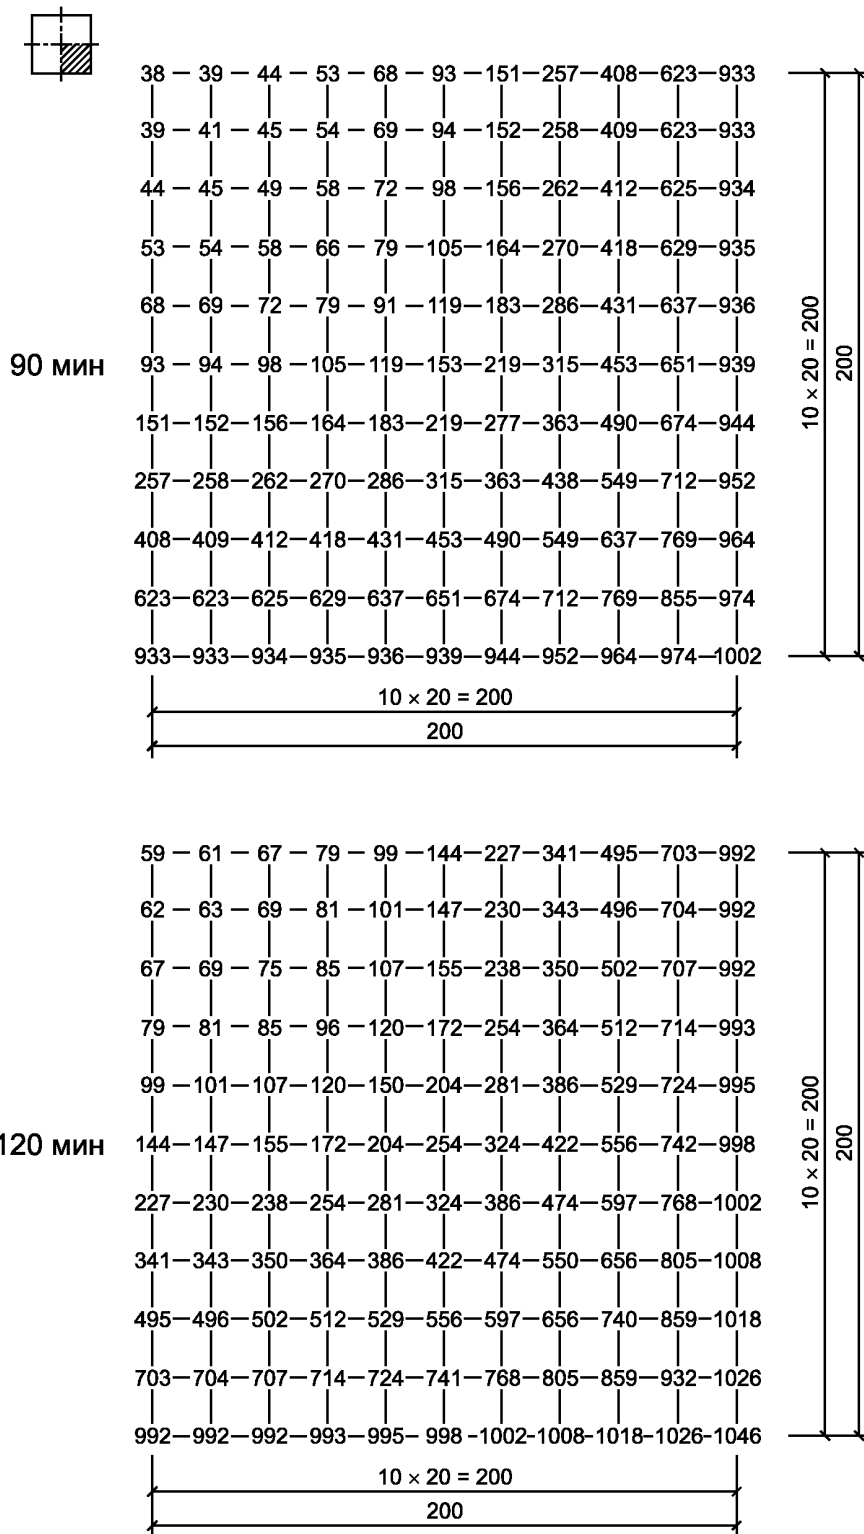 38 – 39 – 44 – 53 – 68 – 93 – 151 – 257 – 408 – 623 – 933
39 – 41 – 45 – 54 – 69 – 94 – 152 – 258 – 409 – 623 – 933
44 – 45 – 49 – 58 – 72 – 98 – 156 – 262 – 412 – 625 – 934
53 – 54 – 58 – 66 – 79 – 105 – 164 – 270 – 418 – 629 – 935
68 – 69 – 72 – 79 – 91 – 119 – 183 – 286 – 431 – 637 – 936
90 мин
93 – 94 – 98 – 105 – 119 – 153 – 219 – 315 – 453 – 651 – 939
10 × 20 = 200
200
151 – 152 – 156 – 164 – 183 – 219 – 277 – 363 – 490 – 674 – 944
257 – 258 – 262 – 270 – 286 – 315 – 363 – 438 – 549 – 712 – 952
408 – 409 – 412 – 418 – 431 – 453 – 490 – 549 – 637 – 769 – 964
623 – 623 – 625 – 629 – 637 – 651 – 674 – 712 – 769 – 855 – 974
933 – 933 – 934 – 935 – 936 – 939 – 944 – 952 – 964 – 974 – 1002
10 × 20 = 200
200
59 – 61 – 67 – 79 – 99 – 144 – 227 – 341 – 495 – 703 – 992
62 – 63 – 69 – 81 – 101 – 147 – 230 – 343 – 496 – 704 – 992
67 – 69 – 75 – 85 – 107 – 155 – 238 – 350 – 502 – 707 – 992
79 – 81 – 85 – 96 – 120 – 172 – 254 – 364 – 512 – 714 – 993
99 – 101 – 107 – 120 – 150 – 204 – 281 – 386 – 529 – 724 – 995
120 мин
144 – 147 – 155 – 172 – 204 – 254 – 324 – 422 – 556 – 742 – 998
10 × 20 = 200
200
227 – 230 – 238 – 254 – 281 – 324 – 386 – 474 – 597 – 768 – 1002
341 – 343 – 350 – 364 – 386 – 422 – 474 – 550 – 656 – 805 – 1008
495 – 496 – 502 – 512 – 529 – 556 – 597 – 656 – 740 – 859 – 1018
703 – 704 – 707 – 714 – 724 – 741 – 768 – 805 – 859 – 932 – 1026
992 – 992 – 992 – 993 – 995 – 998 – 1002 – 1008 – 1018 – 1026 – 1046
10 × 20 = 200
200